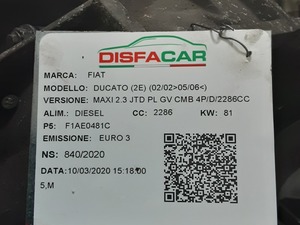 DISFACAR
MARCA: FIAT
MODELLO: DUCATO (2E) (02/02>05/06<)
VERSIONE: MAXI 2.3 JTD PL GV CMB 4P/D/2286CC
ALIM.: DIESEL CC: 2286 KW: 81
P5: F1AE0481C
EMISSIONE: EURO 3
NS: 840/2020
DATA:10/03/2020 15:18:00
5,M